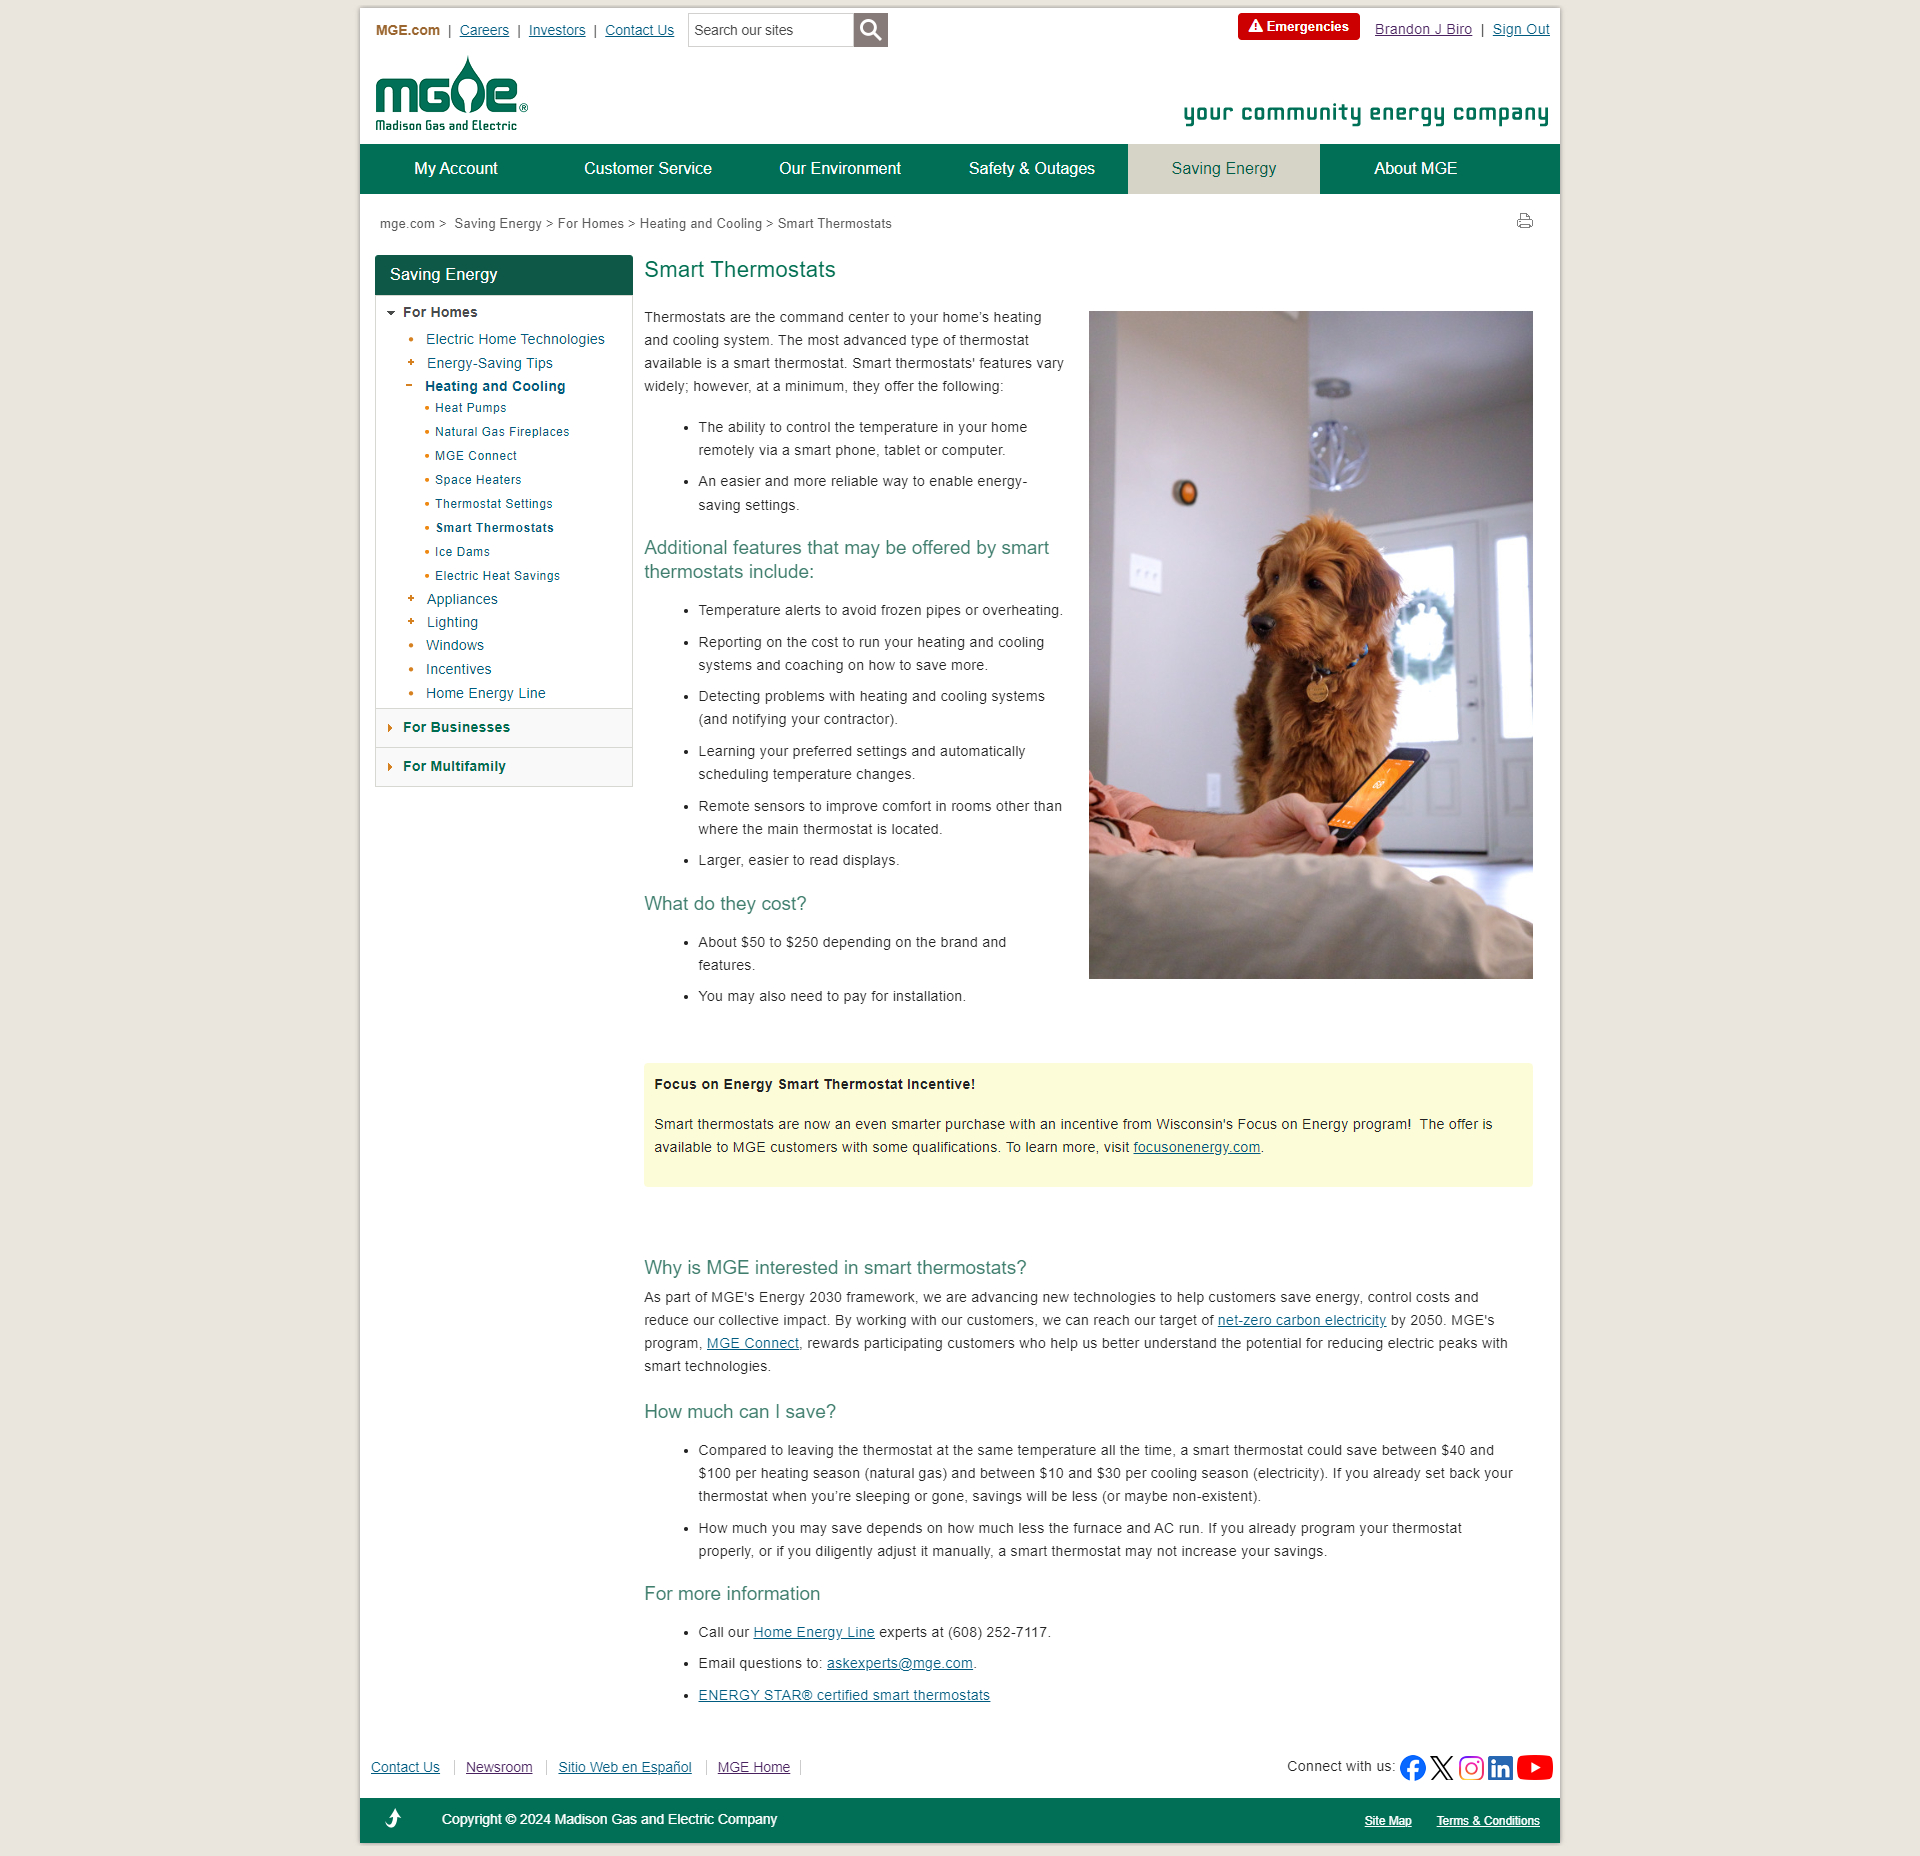 MGE.com | Careers | Investors | Contact Us Search our sites
Emergencies Brandon J Biro | Sign Out
mge®
Madison Gas and Electric
your community energy company
My Account Customer Service Our Environment Safety & Outages Saving Energy About MGE
mge.com > Saving Energy > For Homes > Heating and Cooling > Smart Thermostats
Saving Energy
For Homes
Electric Home Technologies
Energy-Saving Tips
Heating and Cooling
Heat Pumps
Natural Gas Fireplaces
MGE Connect
Space Heaters
Thermostat Settings
Smart Thermostats
Ice Dams
Electric Heat Savings
Appliances
Lighting
Windows
Incentives
Home Energy Line
For Businesses
For Multifamily
Smart Thermostats
Thermostats are the command center to your home's heating
and cooling system. The most advanced type of thermostat
available is a smart thermostat. Smart thermostats' features vary
widely; however, at a minimum, they offer the following:
• The ability to control the temperature in your home
remotely via a smart phone, tablet or computer.
• An easier and more reliable way to enable energy-
saving settings.
Additional features that may be offered by smart
thermostats include:
• Temperature alerts to avoid frozen pipes or overheating.
• Reporting on the cost to run your heating and cooling
systems and coaching on how to save more.
• Detecting problems with heating and cooling systems
(and notifying your contractor).
• Learning your preferred settings and automatically
scheduling temperature changes.
• Remote sensors to improve comfort in rooms other than
where the main thermostat is located.
• Larger, easier to read displays.
What do they cost?
• About $50 to $250 depending on the brand and
features.
• You may also need to pay for installation.
Focus on Energy Smart Thermostat Incentive!
Smart thermostats are now an even smarter purchase with an incentive from Wisconsin's Focus on Energy program! The offer is
available to MGE customers with some qualifications. To learn more, visit focusonenergy.com.
Why is MGE interested in smart thermostats?
As part of MGE's Energy 2030 framework, we are advancing new technologies to help customers save energy, control costs and
reduce our collective impact. By working with our customers, we can reach our target of net-zero carbon electricity by 2050. MGE's
program, MGE Connect, rewards participating customers who help us better understand the potential for reducing electric peaks with
smart technologies.
How much can I save?
• Compared to leaving the thermostat at the same temperature all the time, a smart thermostat could save between $40 and
$100 per heating season (natural gas) and between $10 and $30 per cooling season (electricity). If you already set back your
thermostat when you're sleeping or gone, savings will be less (or maybe non-existent).
• How much you may save depends on how much less the furnace and AC run. If you already program your thermostat
properly, or if you diligently adjust it manually, a smart thermostat may not increase your savings.
For more information
• Call our Home Energy Line experts at (608) 252-7117.
• Email questions to: askexperts@mge.com.
• ENERGY STAR® certified smart thermostats
Contact Us Newsroom Sitio Web en Español MGE Home Connect with us:
Copyright © 2024 Madison Gas and Electric Company Site Map Terms & Conditions